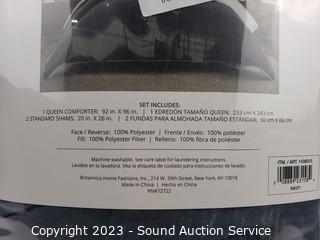 SET INCLUDES:
1 QUEEN COMFORTER: 92 in. X 96 in. | 1 EDREDÓN TAMAÑO QUEEN: 233 cm X 243 cm
2 STANDARD SHAMS: 20 in. X 26 in. | 2 FUNDAS PARA ALMOHADA TAMAÑO ESTÁNDAR: 50 cm X 66 cm
Face / Reverse: 100% Polyester | Frente / Envés: 100% poliéster
Fill: 100% Polyester Fiber | Relleno: 100% fibra de poliéster
Machine washable. See care label for laundering instructions.
Lavable en la lavadora. Vea la etiqueta de cuidado para instrucciones de lavado.
Britannica Home Fashions, Inc., 214 W. 39th Street, New York, NY 10018
Made in China | Hecho en China
RN#72722
ITM. / ART. 1438015
NAVY
Copyright 2023 - Sound Auction Service